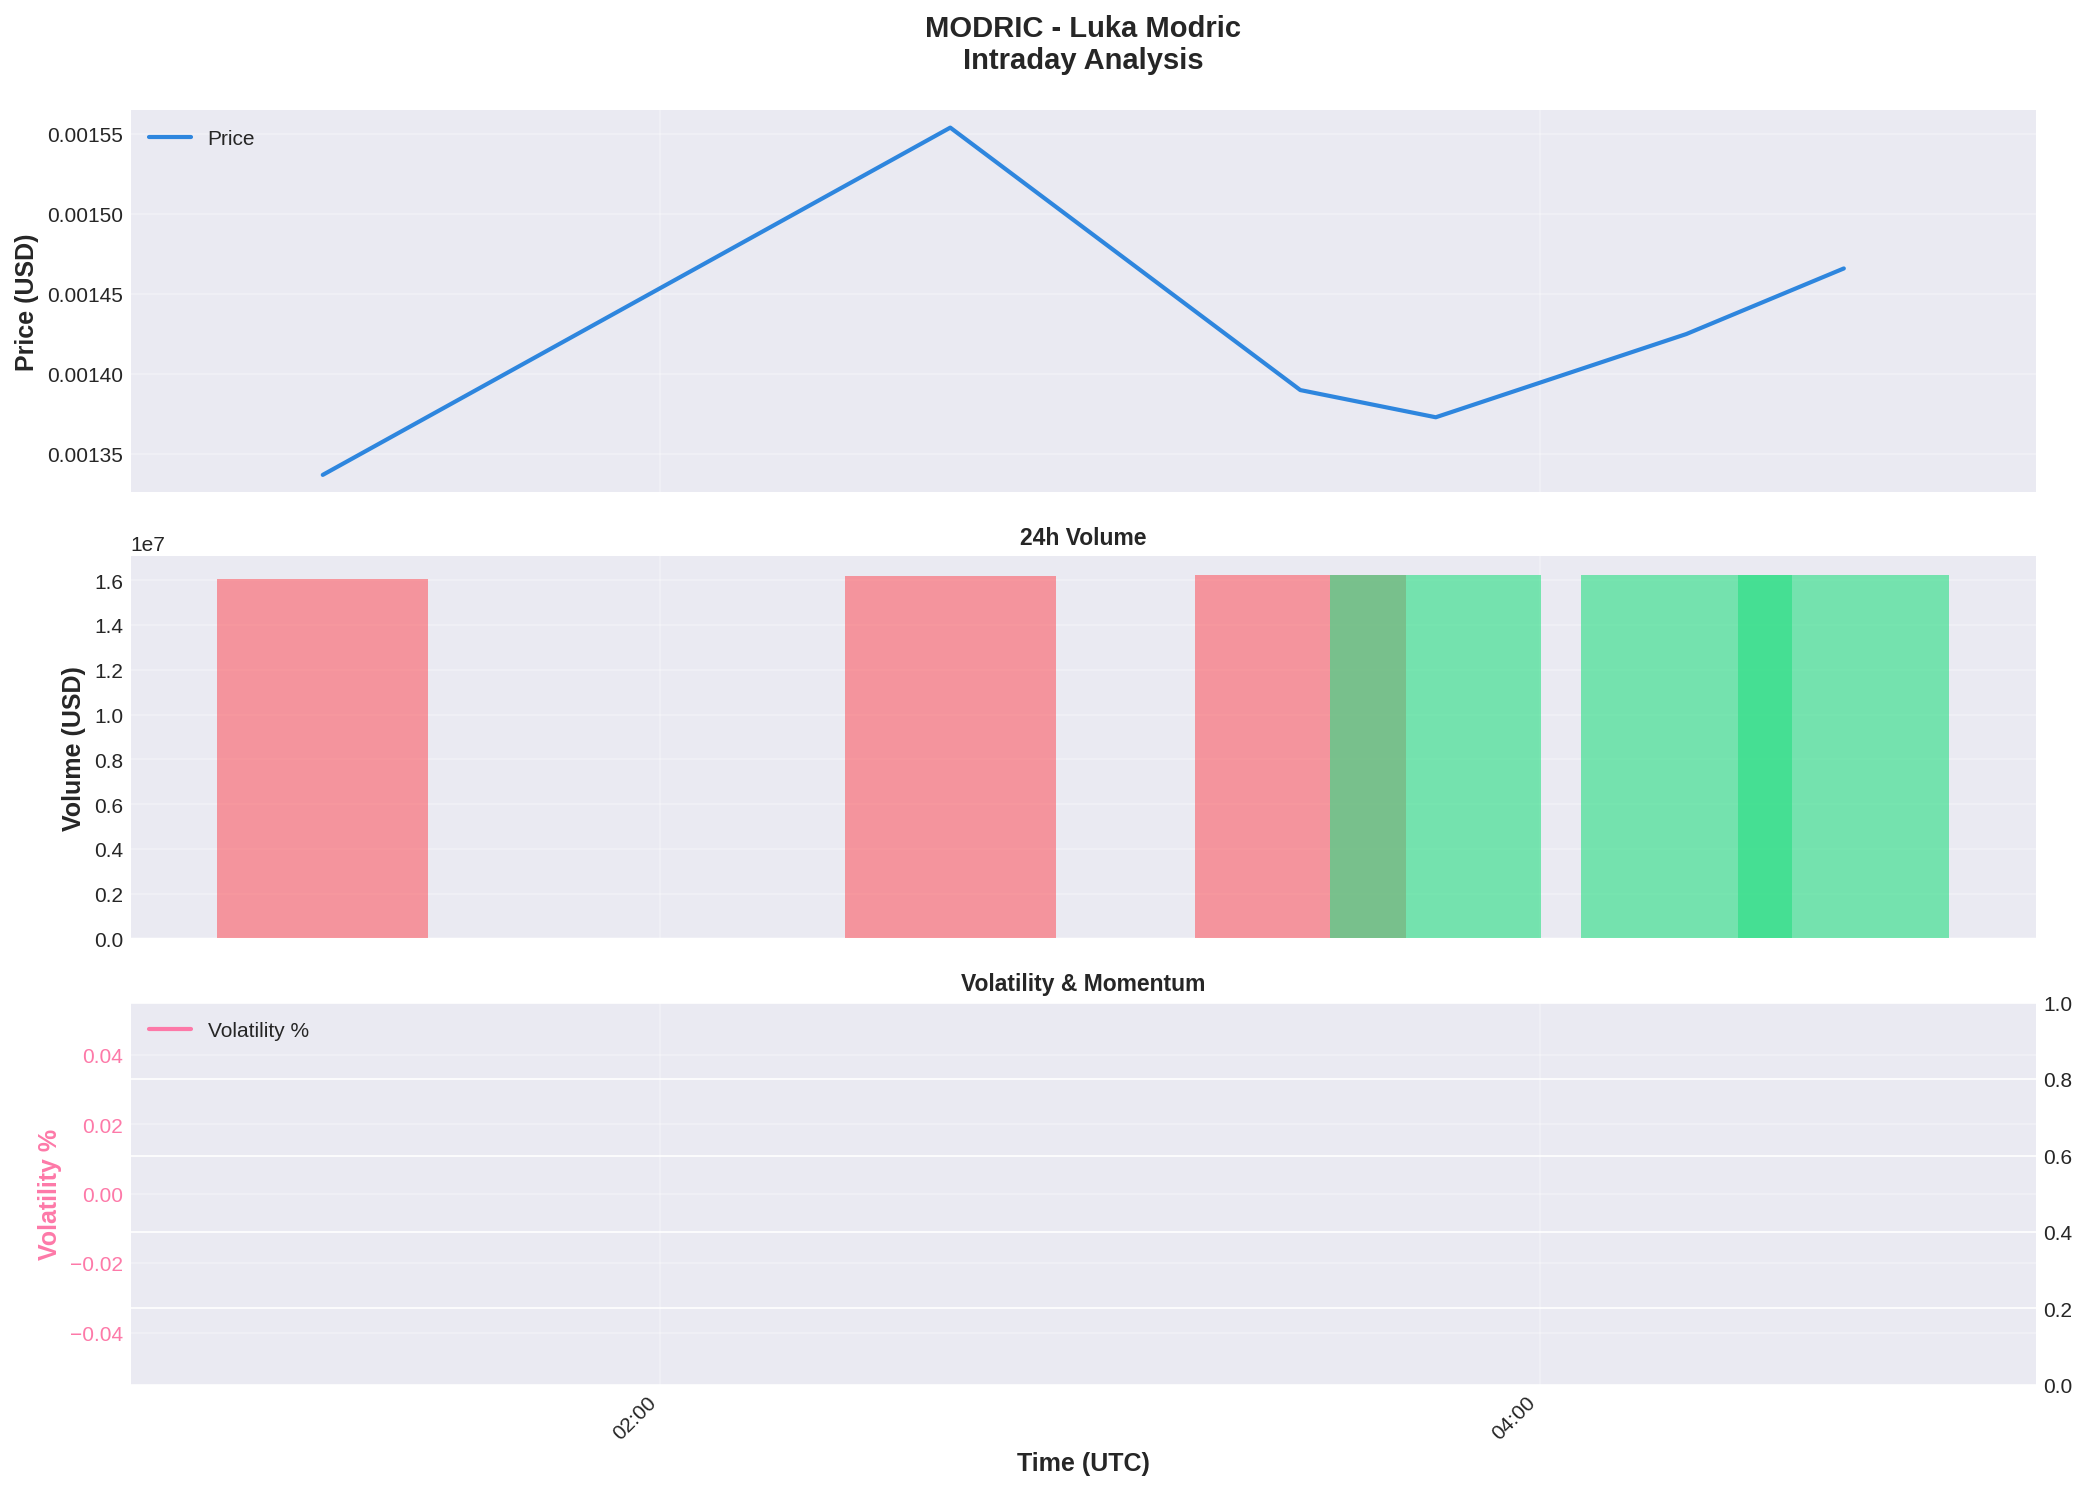 MODRIC - Luka Modric
Intraday Analysis
Price
0.00155
0.00150
0.00145
0.00140
0.00135
Price (USD)
24h Volume
1e7
1.6
1.4
1.2
1.0
0.8
0.6
0.4
0.2
0.0
Volume (USD)
Volatility & Momentum
Volatility %
0.04
0.02
0.00
−0.02
−0.04
Volatility %
1.0
0.8
0.6
0.4
0.2
0.0
02:00
04:00
Time (UTC)